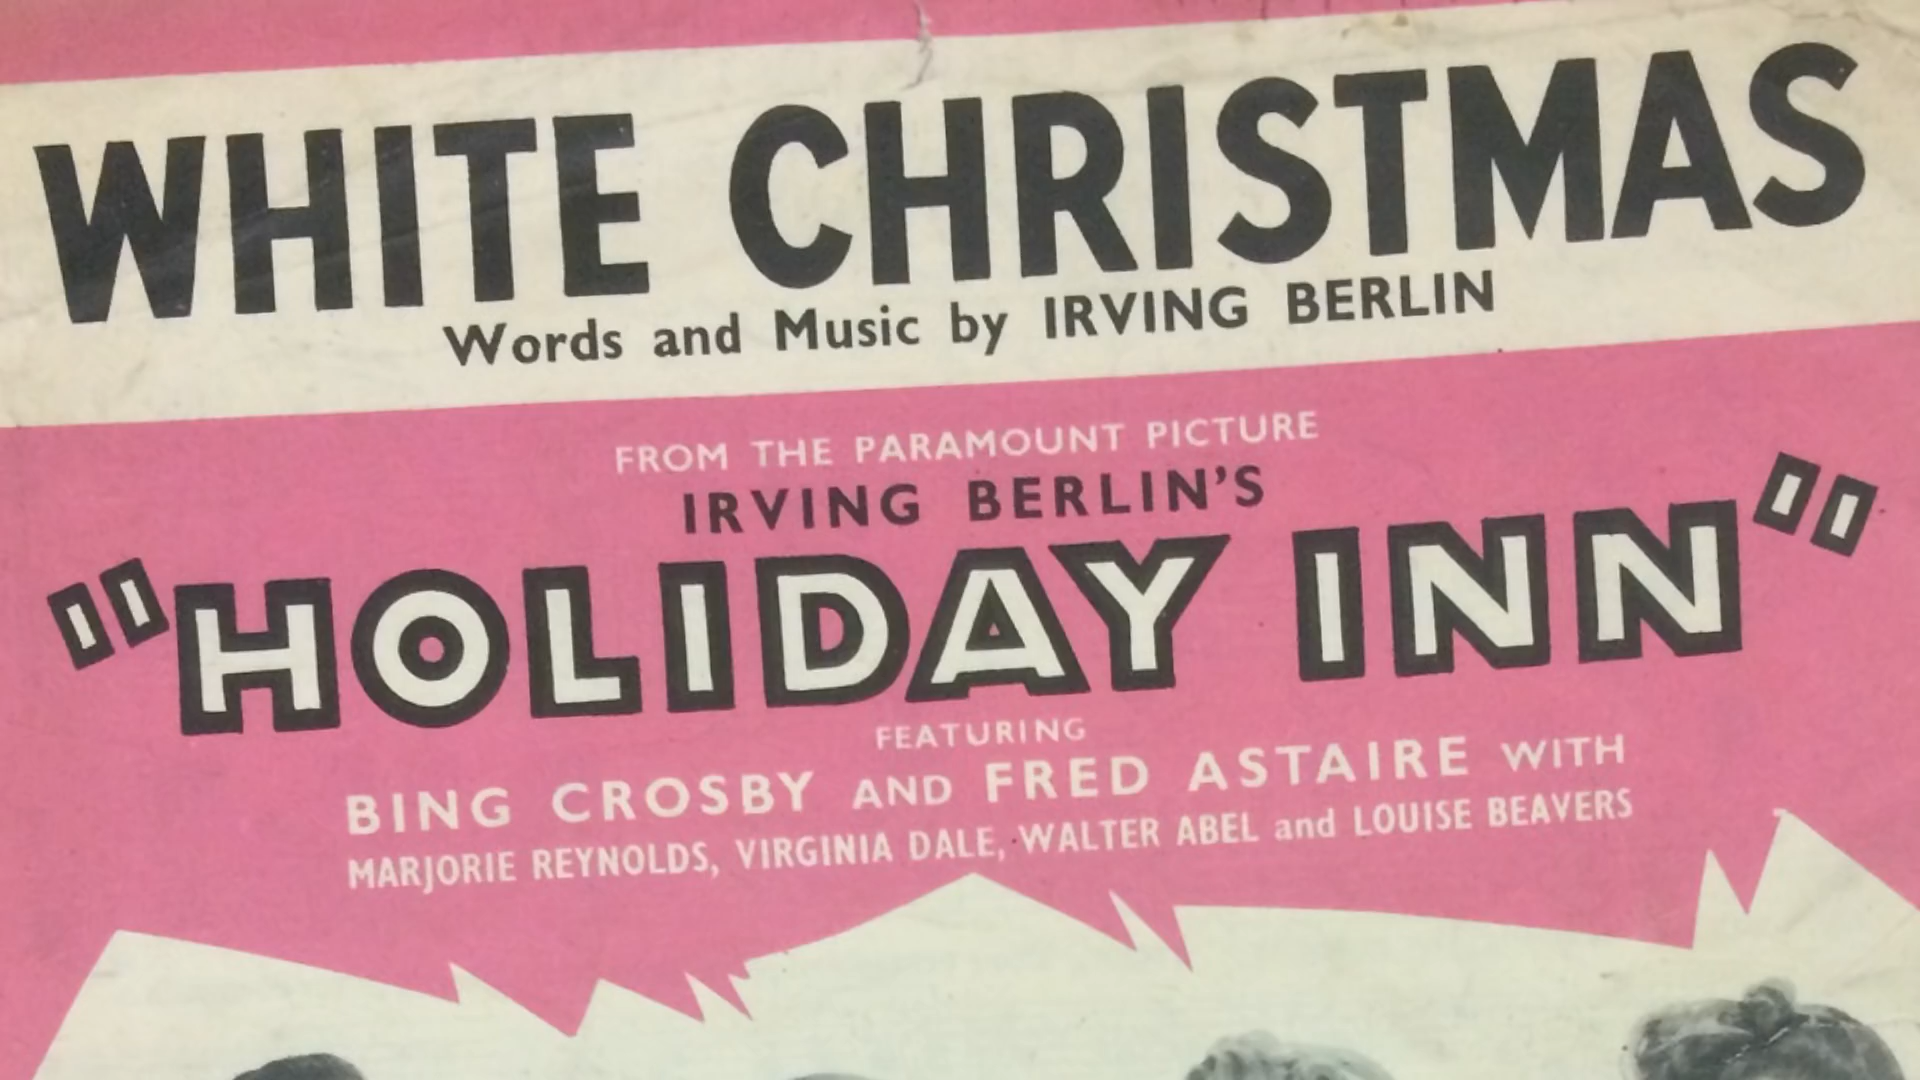 WHITE CHRISTMAS
Words and Music by IRVING BERLIN
FROM THE PARAMOUNT PICTURE
IRVING BERLIN'S
"HOLIDAY INN"
FEATURING
BING CROSBY AND FRED ASTAIRE WITH
MARJORIE REYNOLDS, VIRGINIA DALE, WALTER ABEL and LOUISE BEAVERS